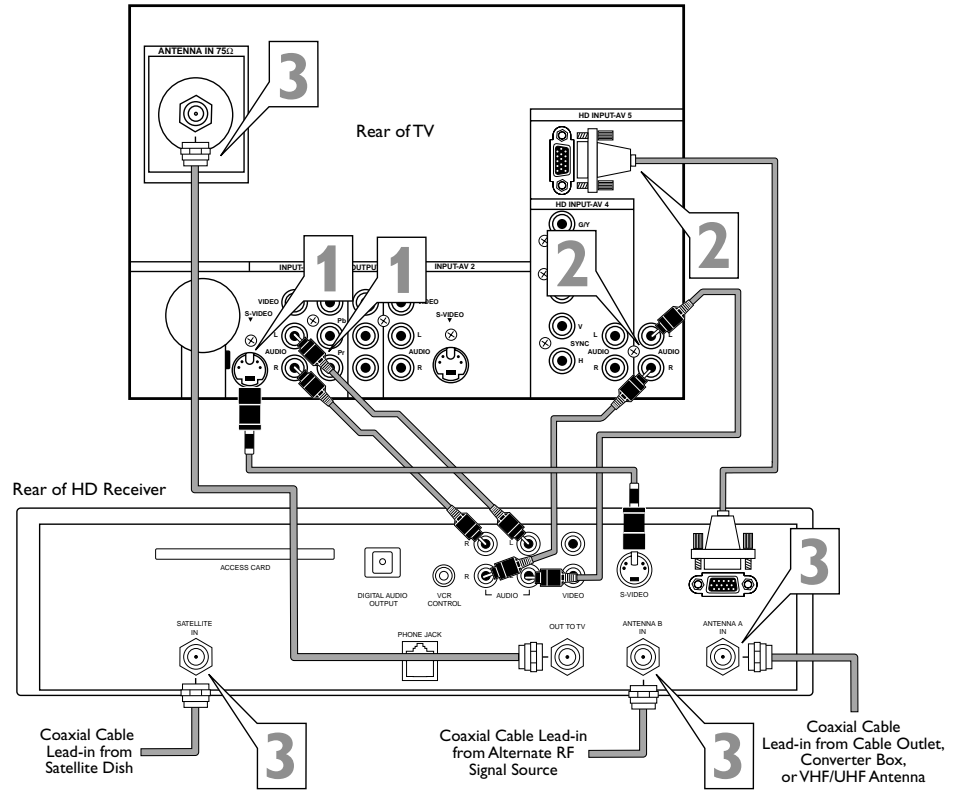 ANTENNA IN 75Ω
3
Rear of TV
HD INPUT-AV 5
2
HD INPUT-AV 4
G/Y
2
1
1
INPUT-
OUTPUT
INPUT-AV 2
VIDEO
S-VIDEO
L
AUDIO
R
Pb
Pr
VIDEO
S-VIDEO
L
AUDIO
R
V
SYNC
H
L
AUDIO
R
L
AUDIO
R
Rear of HD Receiver
ACCESS CARD
DIGITAL AUDIO
OUTPUT
VCR
CONTROL
R
L
R
AUDIO
VIDEO
S-VIDEO
3
SATELLITE
IN
PHONE JACK
OUT TO TV
ANTENNA B
IN
ANTENNA A
IN
3
3
Coaxial Cable
Lead-in from
Satellite Dish
Coaxial Cable Lead-in
from Alternate RF
Signal Source
Coaxial Cable
Lead-in from Cable Outlet,
Converter Box,
or VHF/UHF Antenna